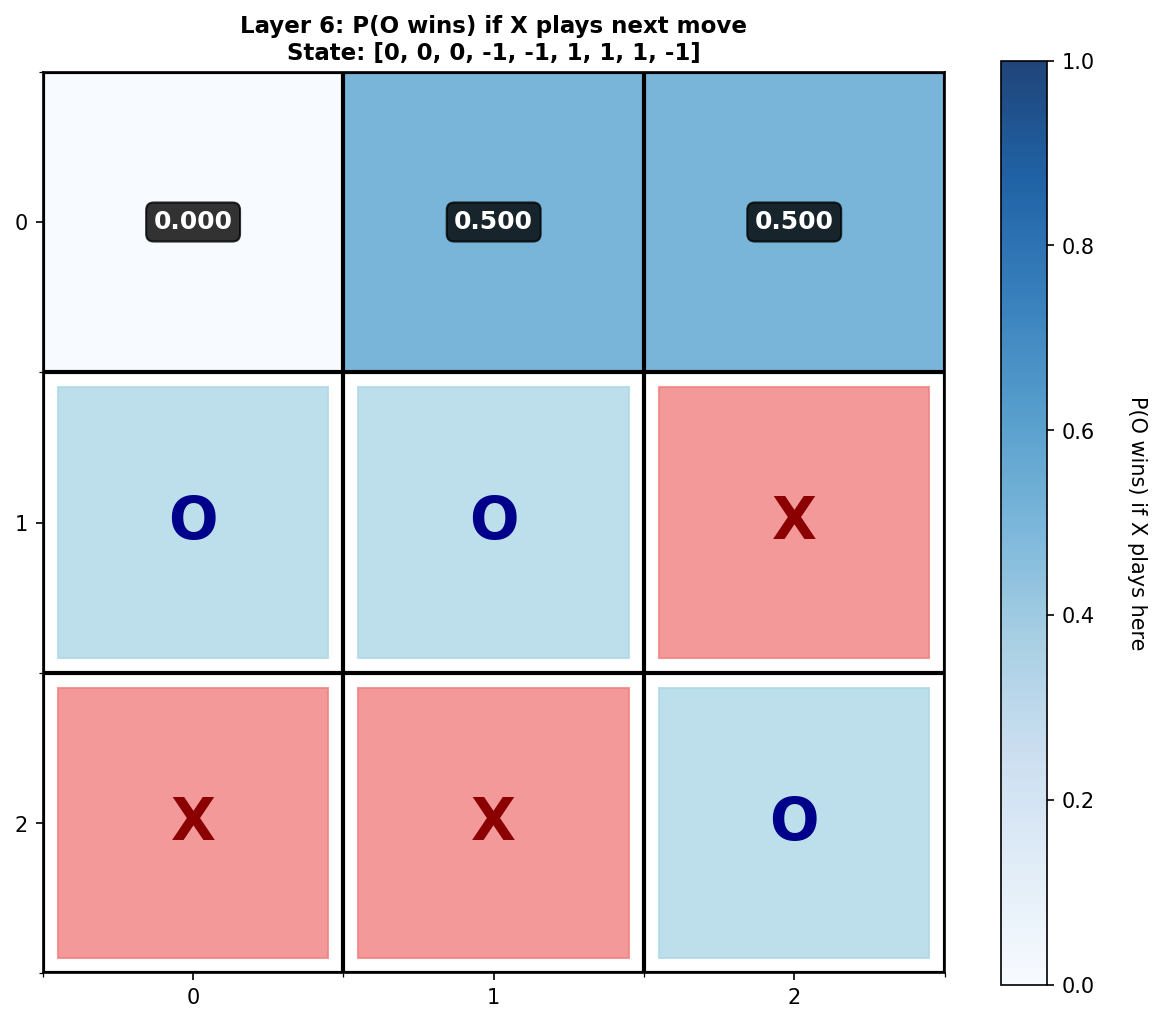 Layer 6: P(O wins) if X plays next move
State: [0, 0, 0, -1, -1, 1, 1, 1, -1]
0
0.000
0.500
0.500
1
O
O
X
2
X
X
O
0
1
2
1.0
0.8
0.6
0.4
0.2
0.0
P(O wins) if X plays here